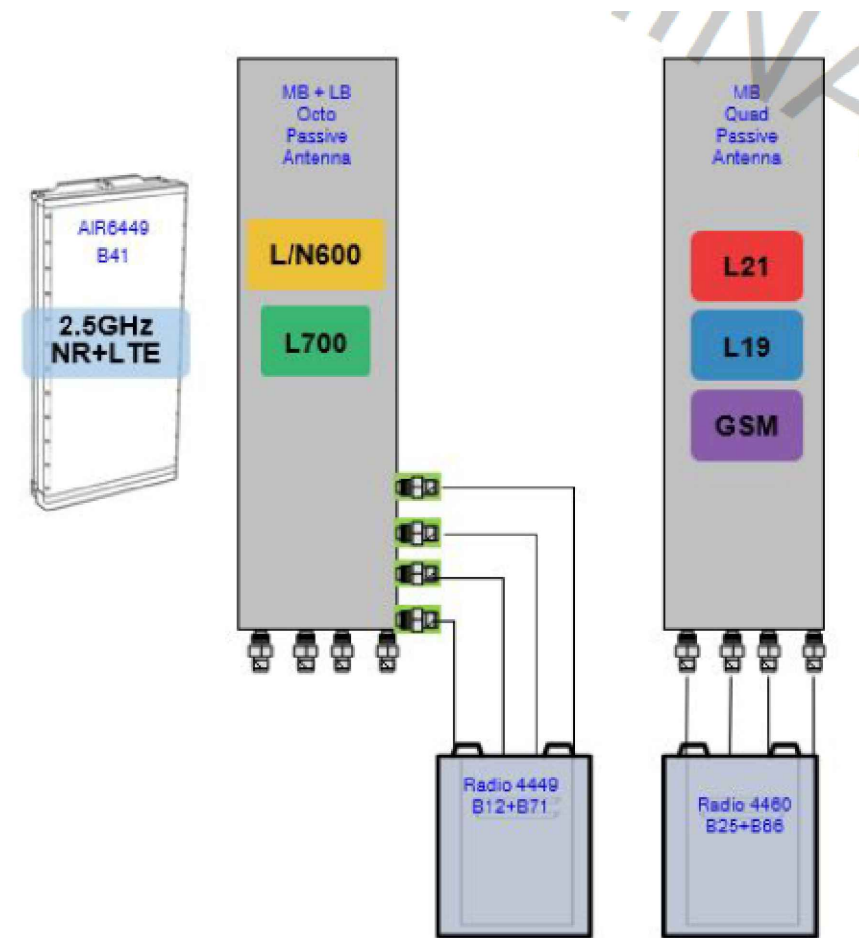 MB + LB
Octo
Passive
Antenna
MB
Quad
Passive
Antenna
AIR6449
B41
2.5GHz
NR+LTE
L/N600
L700
L21
L19
GSM
Radio 4449
B12+B71
Radio 4460
B25+B66